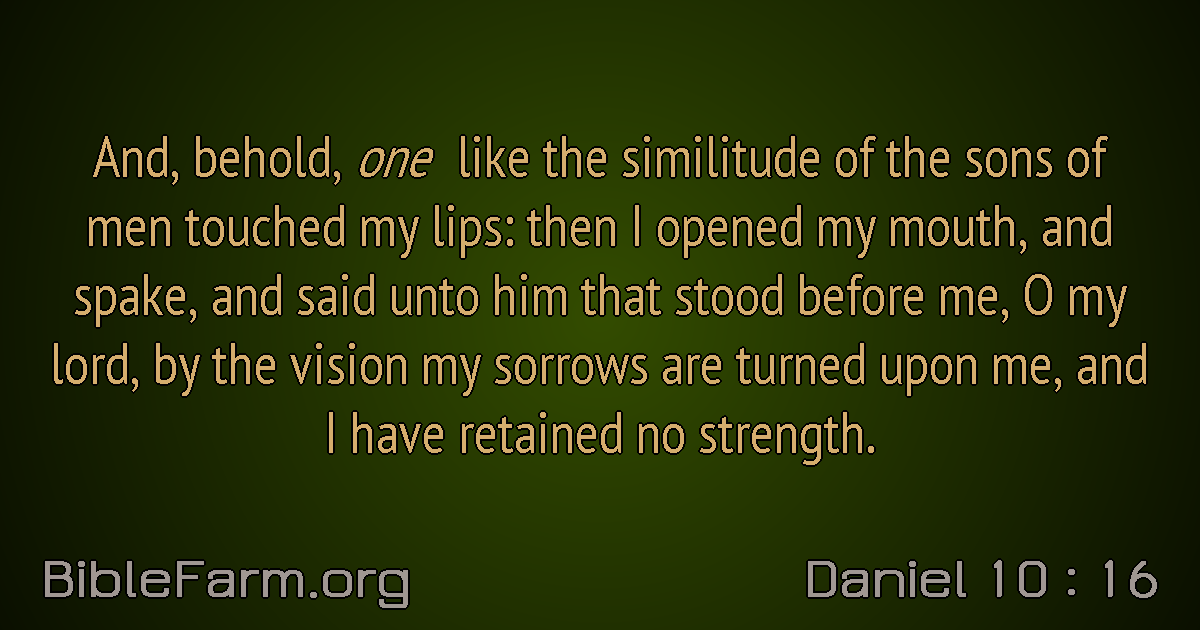 And, behold, one like the similitude of the sons of
men touched my lips: then I opened my mouth, and
spake, and said unto him that stood before me, O my
lord, by the vision my sorrows are turned upon me, and
I have retained no strength.
BibleFarm.org
Daniel 10 : 16